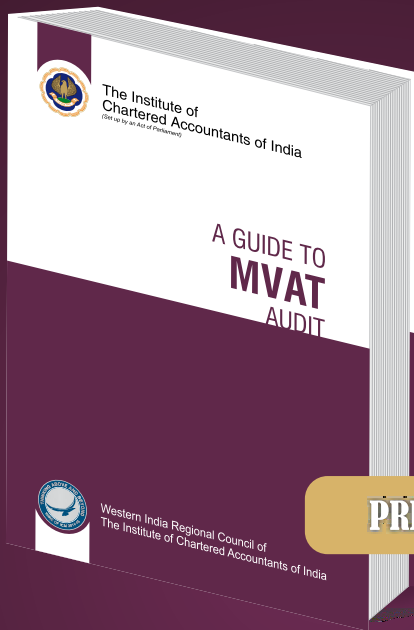 The Institute of
Chartered Accountants of India
(Set up by an Act of Parliament)
A GUIDE TO
MVAT
AUDIT
Western India Regional Council of
The Institute of Chartered Accountants of India